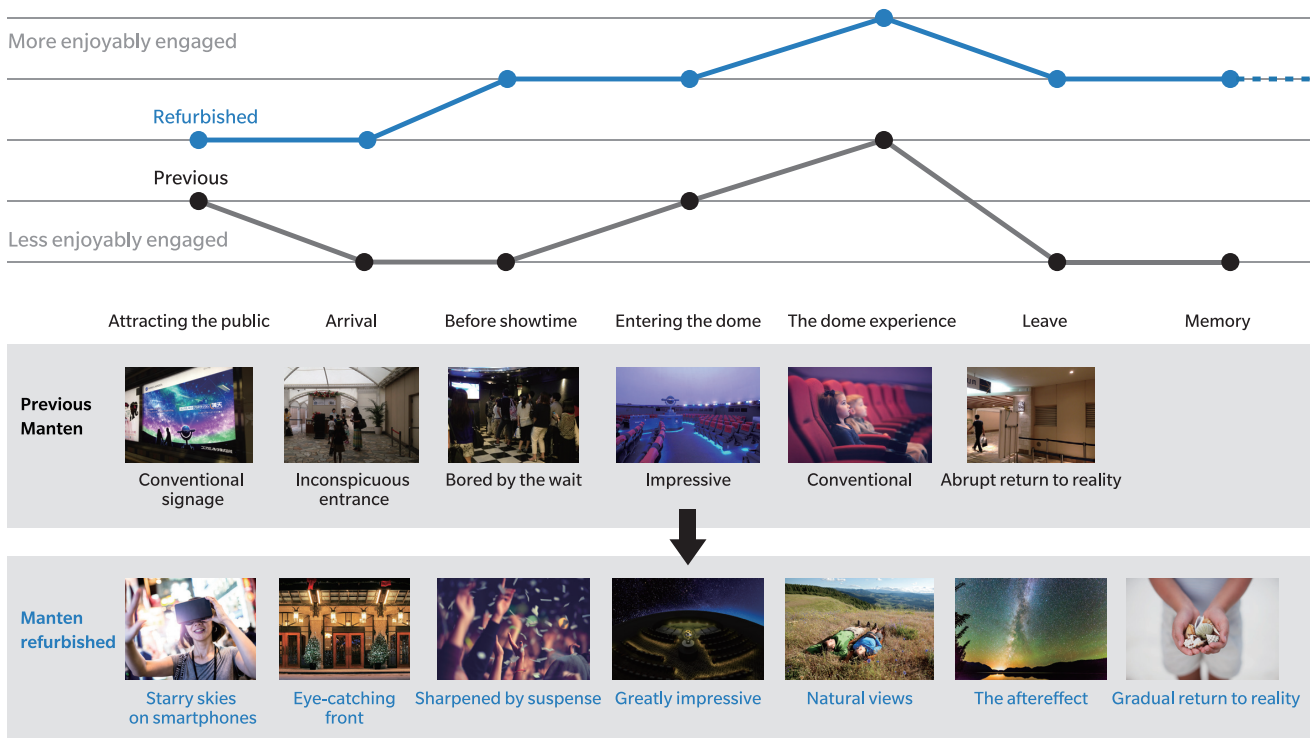 More enjoyably engaged
Refurbished
Previous
Less enjoyably engaged
Attracting the public
Arrival
Before showtime
Entering the dome
The dome experience
Leave
Memory
Previous
Manten
Conventional
signage
Inconspicuous
entrance
Bored by the wait
Impressive
Conventional
Abrupt return to reality
Manten
refurbished
Starry skies
on smartphones
Eye-catching
front
Sharpened by suspense
Greatly impressive
Natural views
The aftereffect
Gradual return to reality